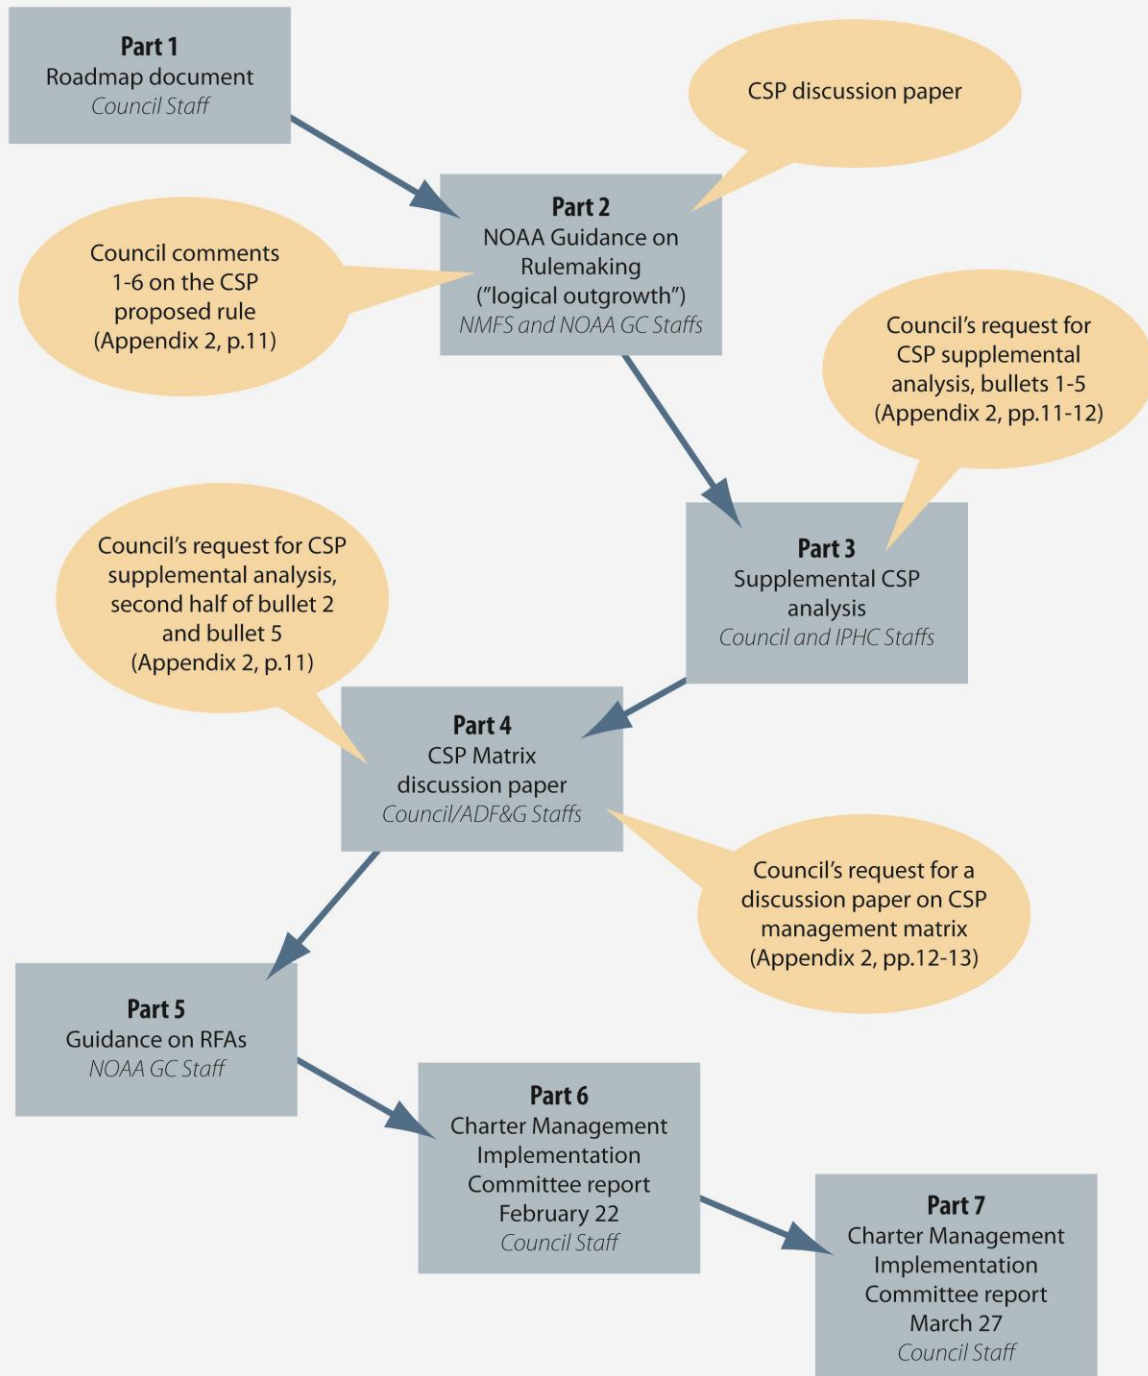 Part 1
Roadmap document
Council Staff
CSP discussion paper
Part 2
NOAA Guidance on
Rulemaking
("logical outgrowth")
NMFS and NOAA GC Staffs
Council comments
1-6 on the CSP
proposed rule
(Appendix 2, p.11)
Council's request for
CSP supplemental
analysis, bullets 1-5
(Appendix 2, pp.11-12)
Part 3
Supplemental CSP
analysis
Council and IPHC Staffs
Council's request for CSP
supplemental analysis,
second half of bullet 2
and bullet 5
(Appendix 2, p.11)
Part 4
CSP Matrix
discussion paper
Council/ADF&G Staffs
Council's request for a
discussion paper on CSP
management matrix
(Appendix 2, pp.12-13)
Part 5
Guidance on RFAs
NOAA GC Staff
Part 6
Charter Management
Implementation
Committee report
February 22
Council Staff
Part 7
Charter Management
Implementation
Committee report
March 27
Council Staff